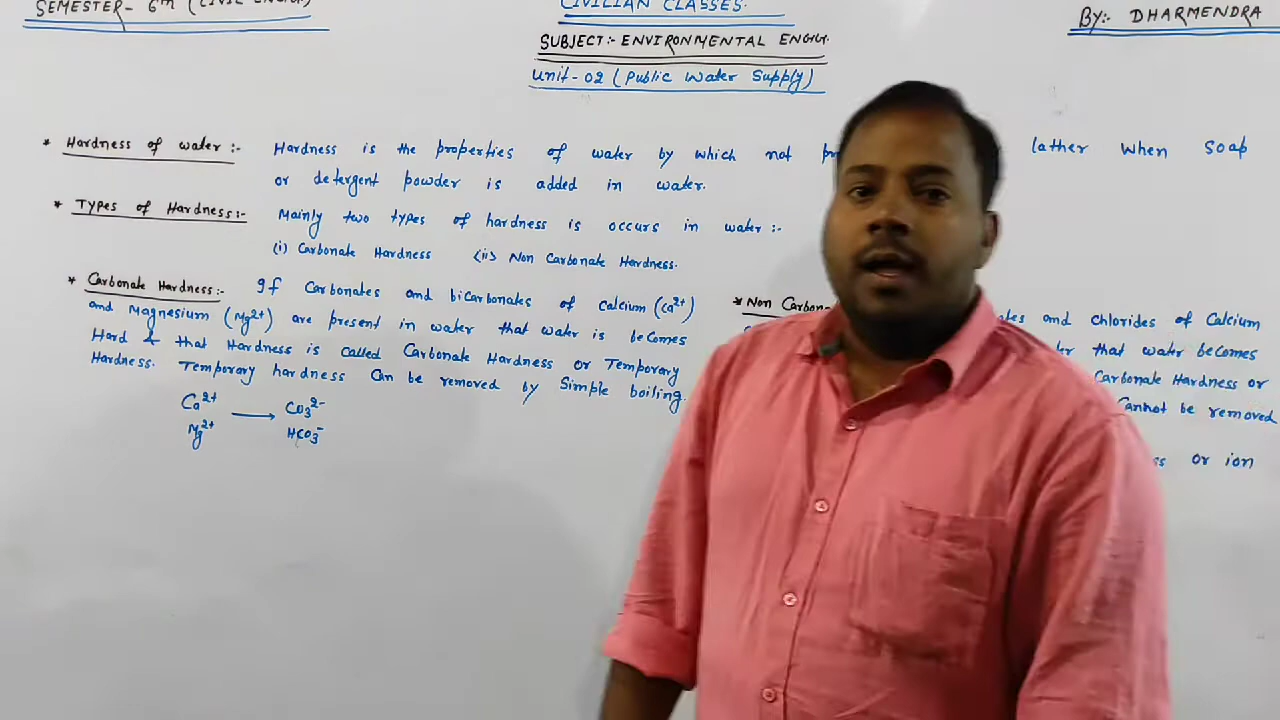 SEMESTER- 6th (CIVIL ENGG.)
CIVILIAN CLASSES.
BY:- DHARMENDRA
SUBJECT:- ENVIRONMENTAL ENGG.
Unit-02 (Public Water Supply)
* Hardness of water:- Hardness is the properties of water by which not lather when soap
or detergent powder is added in water.
* Types of Hardness:- Mainly two types of hardness is occurs in water:-
(i) Carbonate Hardness (ii) Non Carbonate Hardness.
* Carbonate Hardness:- If Carbonates and bicarbonates of calcium (Ca2+)
and Magnesium (Mg2+) are present in water that water is becomes
Hard & that Hardness is called Carbonate Hardness or Temporary
Hardness. Temporary hardness Can be removed by Simple boiling.
Ca2+ → CO3 2-
Mg2+ HCO3-
* Non Carbon
and chlorides of Calcium
that water becomes
Carbonate Hardness or
Cannot be removed
or ion